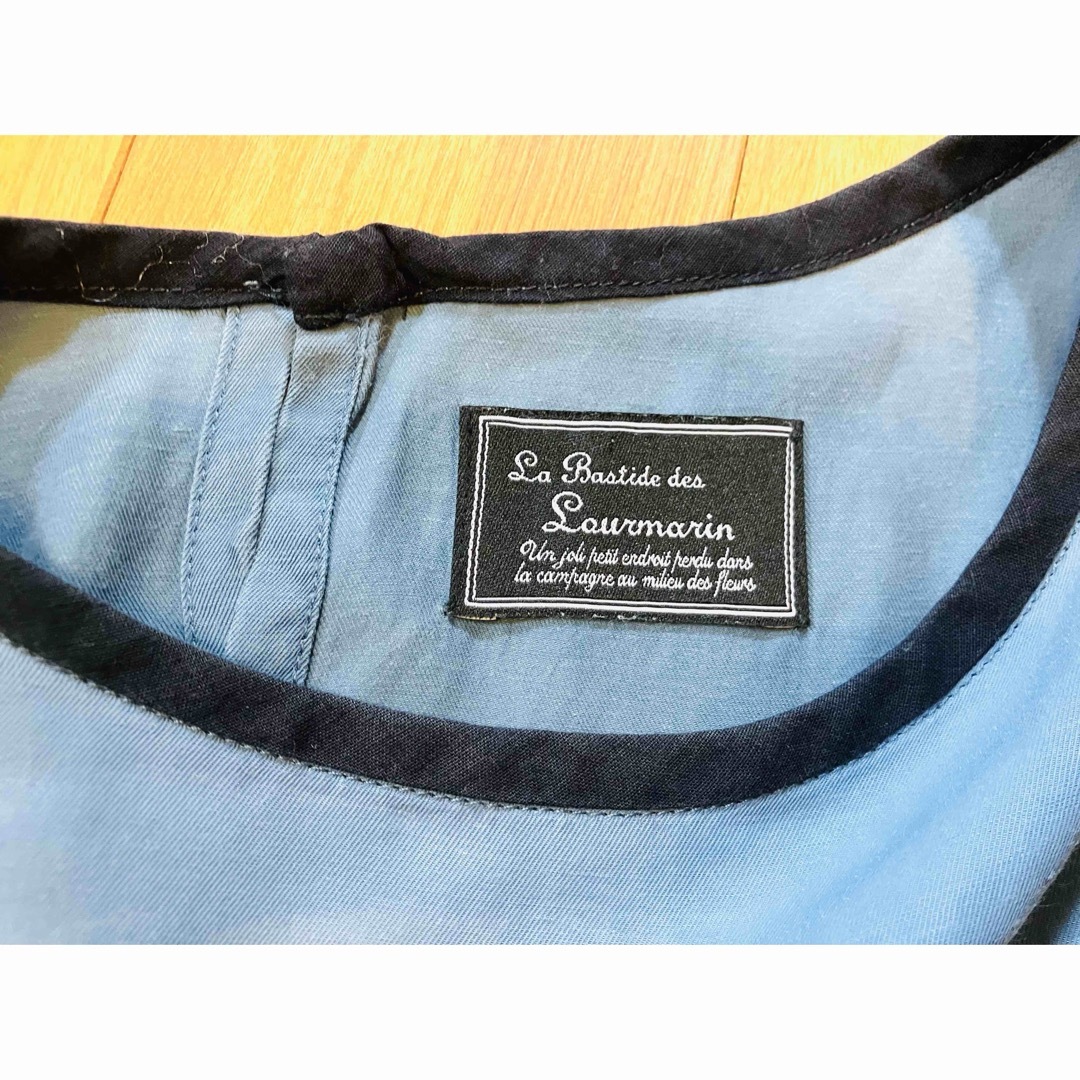 La Bastide des
Lourmarin
Un joli petit endroit perdu dans
la campagne au milieu des fleurs